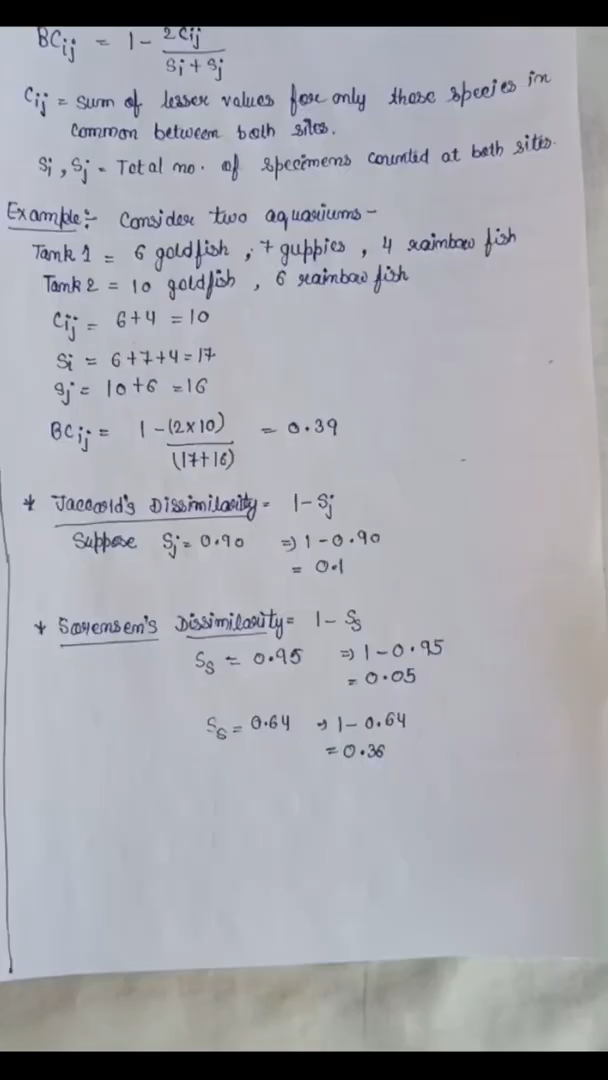 BCij = 1 - 2Cij / Si + Sj
Cij = sum of lesser values for only those species in
common between both sites.
Si, Sj = Total no. of specimens counted at both sites.
Example:- Consider two aquariums -
Tank 1 = 6 goldfish, 7 guppies, 4 rainbow fish
Tank 2 = 10 goldfish, 6 rainbow fish
Cij = 6+4 = 10
Si = 6+7+4 = 17
Sj = 10+6 = 16
BCij = 1 - (2×10) / (17+16) = 0.39
* Jaccard's Dissimilarity = 1 - Sj
Suppose Sj = 0.90 ⇒ 1 - 0.90
= 0.1
* Sorensem's Dissimilarity = 1 - Ss
Ss = 0.95 ⇒ 1 - 0.95
= 0.05
Ss = 0.64 → 1 - 0.64
= 0.36